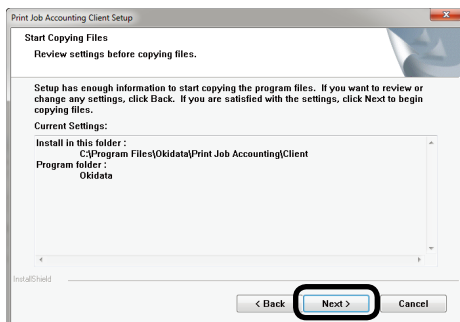 Print Job Accounting Client Setup
Start Copying Files
Review settings before copying files.
Setup has enough information to start copying the program files. If you want to review or
change any settings, click Back. If you are satisfied with the settings, click Next to begin
copying files.
Current Settings:
Install in this folder :
C:\Program Files\Okidata\Print Job Accounting\Client
Program folder :
Okidata
InstallShield
< Back
Next >
Cancel